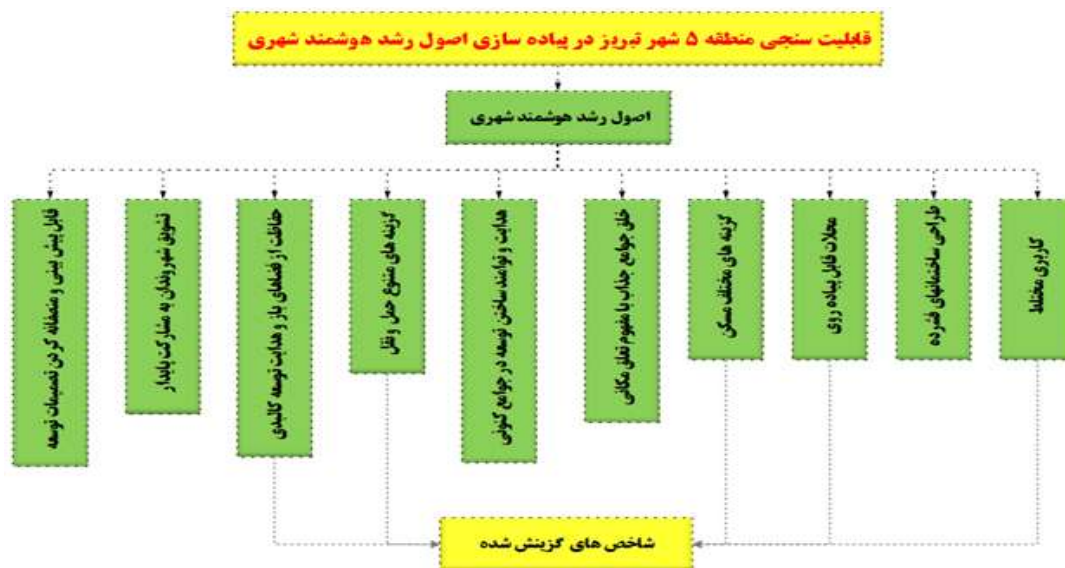 قابلیت سنجی منطقه ۵ شهر تبریز در پیاده سازی اصول رشد هوشمند شهری
اصول رشد هوشمند شهری
کاربری مختلط
طراحی ساختمانهای فشرده
محلات قابل پیاده روی
گزینه های مختلف مسکن
خلق جوامع جذاب با مفهوم تعلق مکانی
هدایت و توانمند ساختن توسعه در جوامع کنونی
گزینه های متنوع حمل ونقل
حفاظت از فضاهای باز و هدایت توسعه کالبدی
تشویق شهروندان به مشارکت پایدار
قابل پیش بینی و منصفانه کردن تصمیمات توسعه
شاخص های گزینش شده